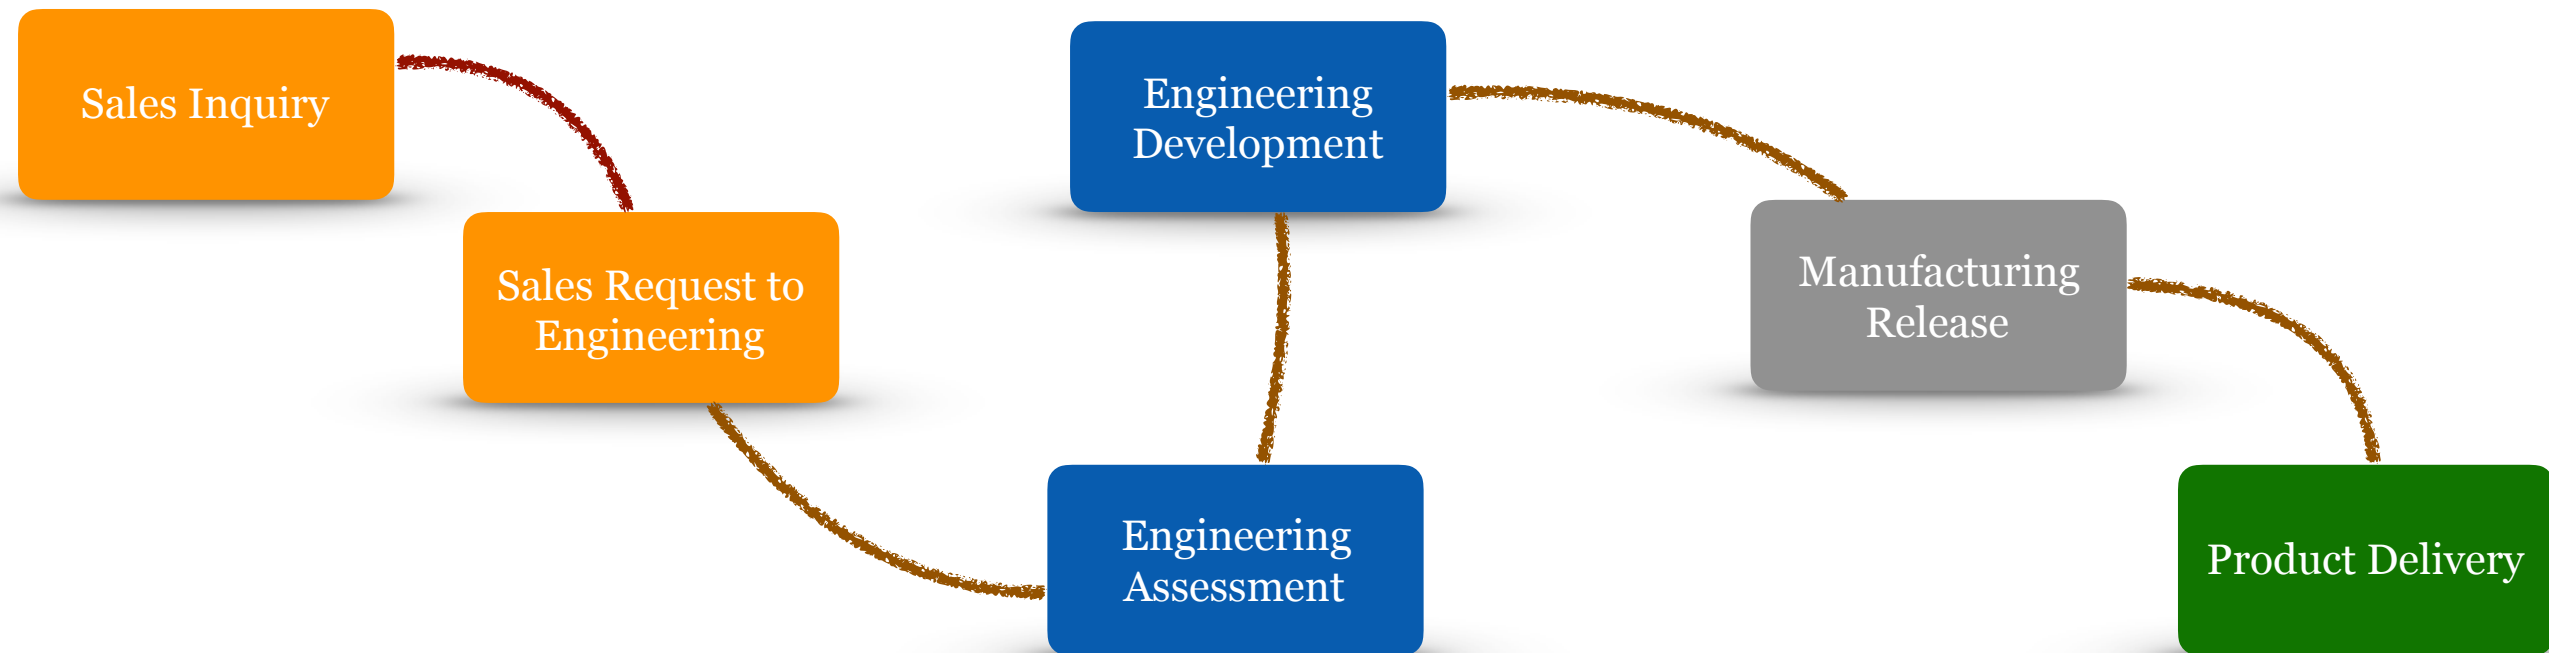 Sales Inquiry
Sales Request to
Engineering
Engineering
Assessment
Engineering
Development
Manufacturing
Release
Product Delivery